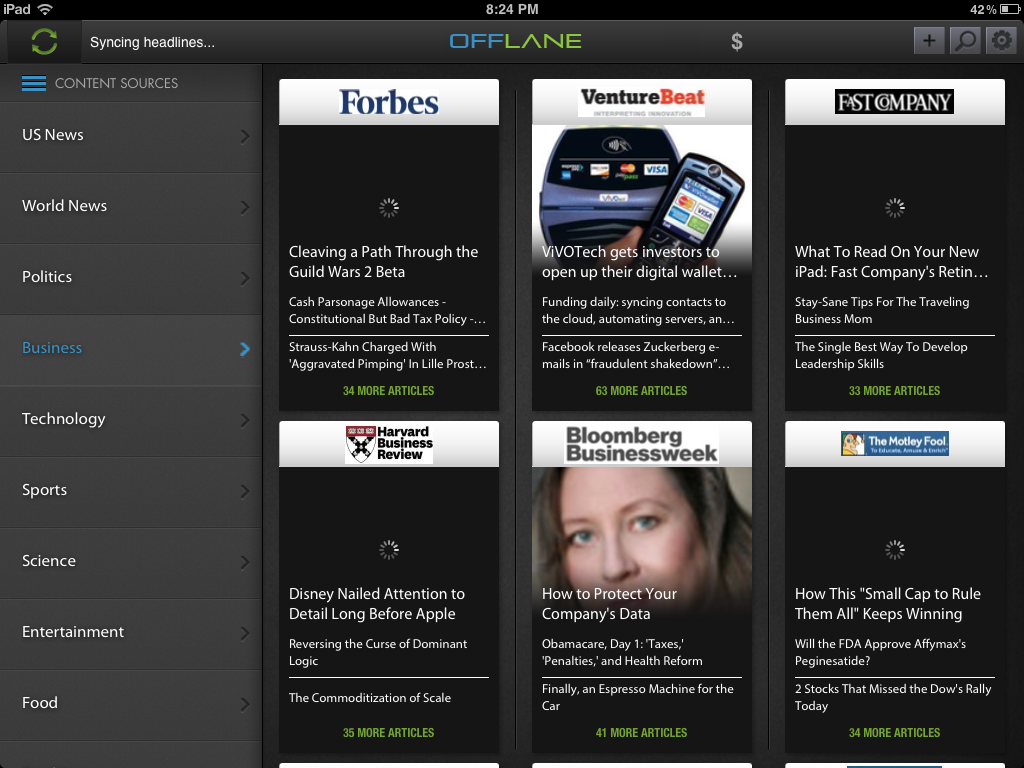 iPad
8:24 PM
42%
Syncing headlines...
OFFLANE
$
+
CONTENT SOURCES
US News
World News
Politics
Business
Technology
Sports
Science
Entertainment
Food
Forbes
Cleaving a Path Through the
Guild Wars 2 Beta
Cash Parsonage Allowances -
Constitutional But Bad Tax Policy -...
Strauss-Kahn Charged With
'Aggravated Pimping' In Lille Prost...
34 MORE ARTICLES
VentureBeat
INTERPRETING INNOVATION
VISA
ViVOTech gets investors to
open up their digital wallet...
Funding daily: syncing contacts to
the cloud, automating servers, an...
Facebook releases Zuckerberg e-
mails in “fraudulent shakedown”...
63 MORE ARTICLES
FAST COMPANY
What To Read On Your New
iPad: Fast Company's Retin...
Stay-Sane Tips For The Traveling
Business Mom
The Single Best Way To Develop
Leadership Skills
33 MORE ARTICLES
Harvard
Business
Review
Disney Nailed Attention to
Detail Long Before Apple
Reversing the Curse of Dominant
Logic
The Commoditization of Scale
35 MORE ARTICLES
Bloomberg
Businessweek
How to Protect Your
Company's Data
Obamacare, Day 1: 'Taxes,'
'Penalties,' and Health Reform
Finally, an Espresso Machine for the
Car
41 MORE ARTICLES
The Motley Fool.
To Educate, Amuse & Enrich
How This "Small Cap to Rule
Them All" Keeps Winning
Will the FDA Approve Affymax's
Peginesatide?
2 Stocks That Missed the Dow's Rally
Today
34 MORE ARTICLES